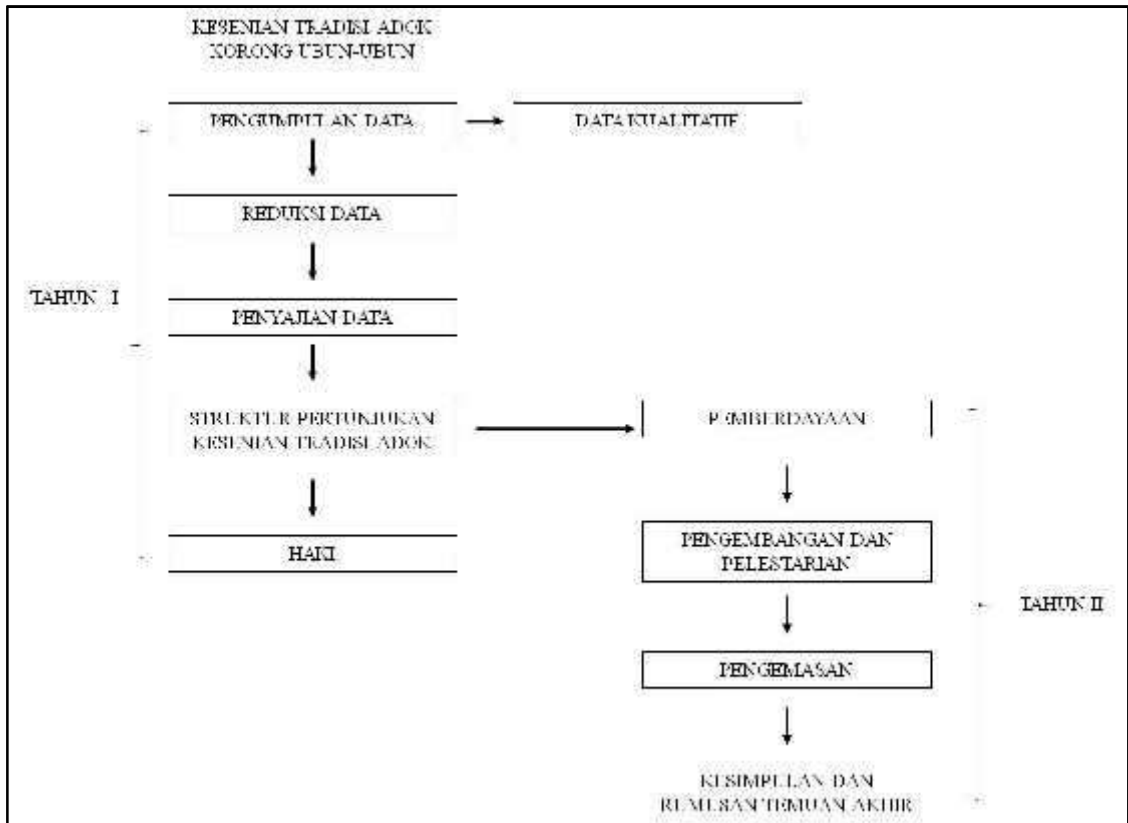 KESENIAN TRADISI ADOK
KORONG UBUN-UBUN
PENGUMPULAN DATA
DATA KUALITATIF
REDUKSI DATA
TAHUN I
PENYAJIAN DATA
STRUKTUR PERTUNJUKAN
KESENIAN TRADISI ADOK
PEMBERDAYAAN
HAKI
PENGEMBANGAN DAN
PELESTARIAN
TAHUN II
PENGEMASAN
KESIMPULAN DAN
RUMUSAN TEMUAN AKHIR